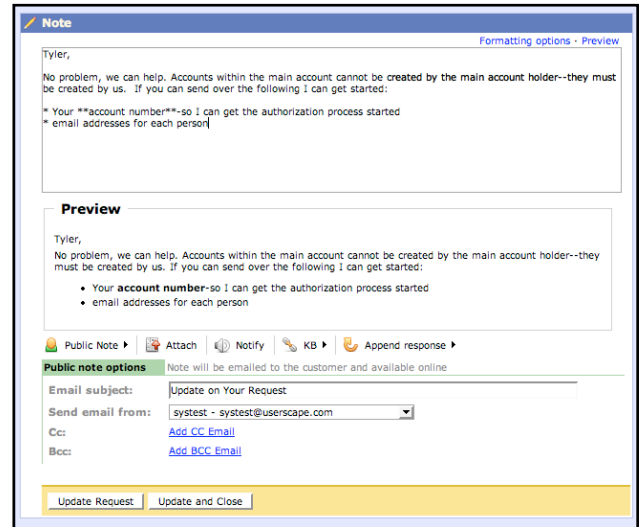 Note
Formatting options · Preview
Tyler,
No problem, we can help. Accounts within the main account cannot be created by the main account holder--they must
be created by us.  If you can send over the following I can get started:
* Your **account number**-so I can get the authorization process started
* email addresses for each person
Preview
Tyler,
No problem, we can help. Accounts within the main account cannot be created by the main account holder--they
must be created by us. If you can send over the following I can get started:
• Your account number-so I can get the authorization process started
• email addresses for each person
Public Note Attach Notify KB Append response
Public note options Note will be emailed to the customer and available online
Email subject: Update on Your Request
Send email from: systest - systest@userscape.com
Cc: Add CC Email
Bcc: Add BCC Email
Update Request Update and Close